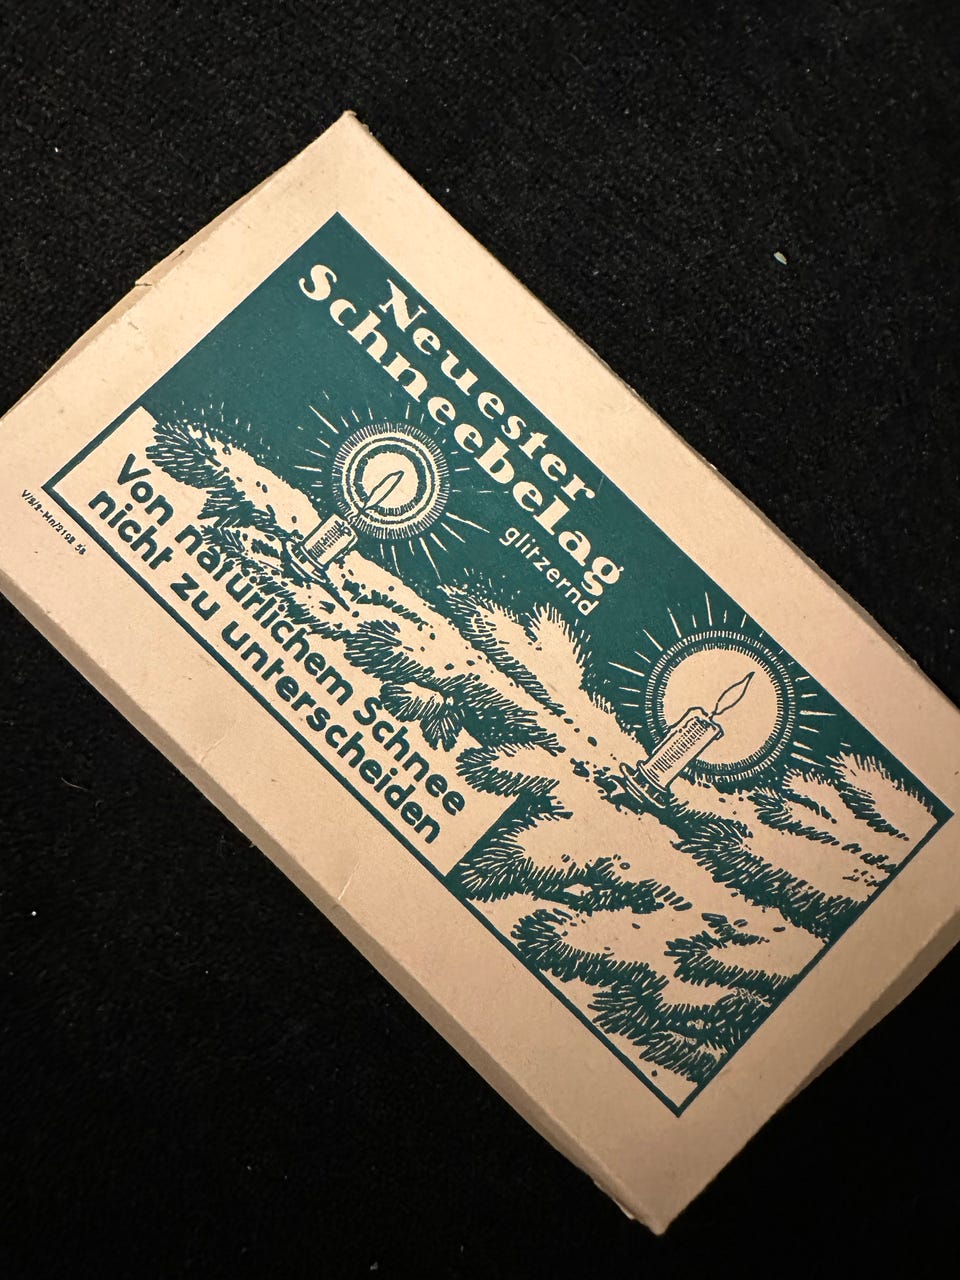 Neuester
Schneebelag
glitzernd
Von natürlichem Schnee
nicht zu unterscheiden